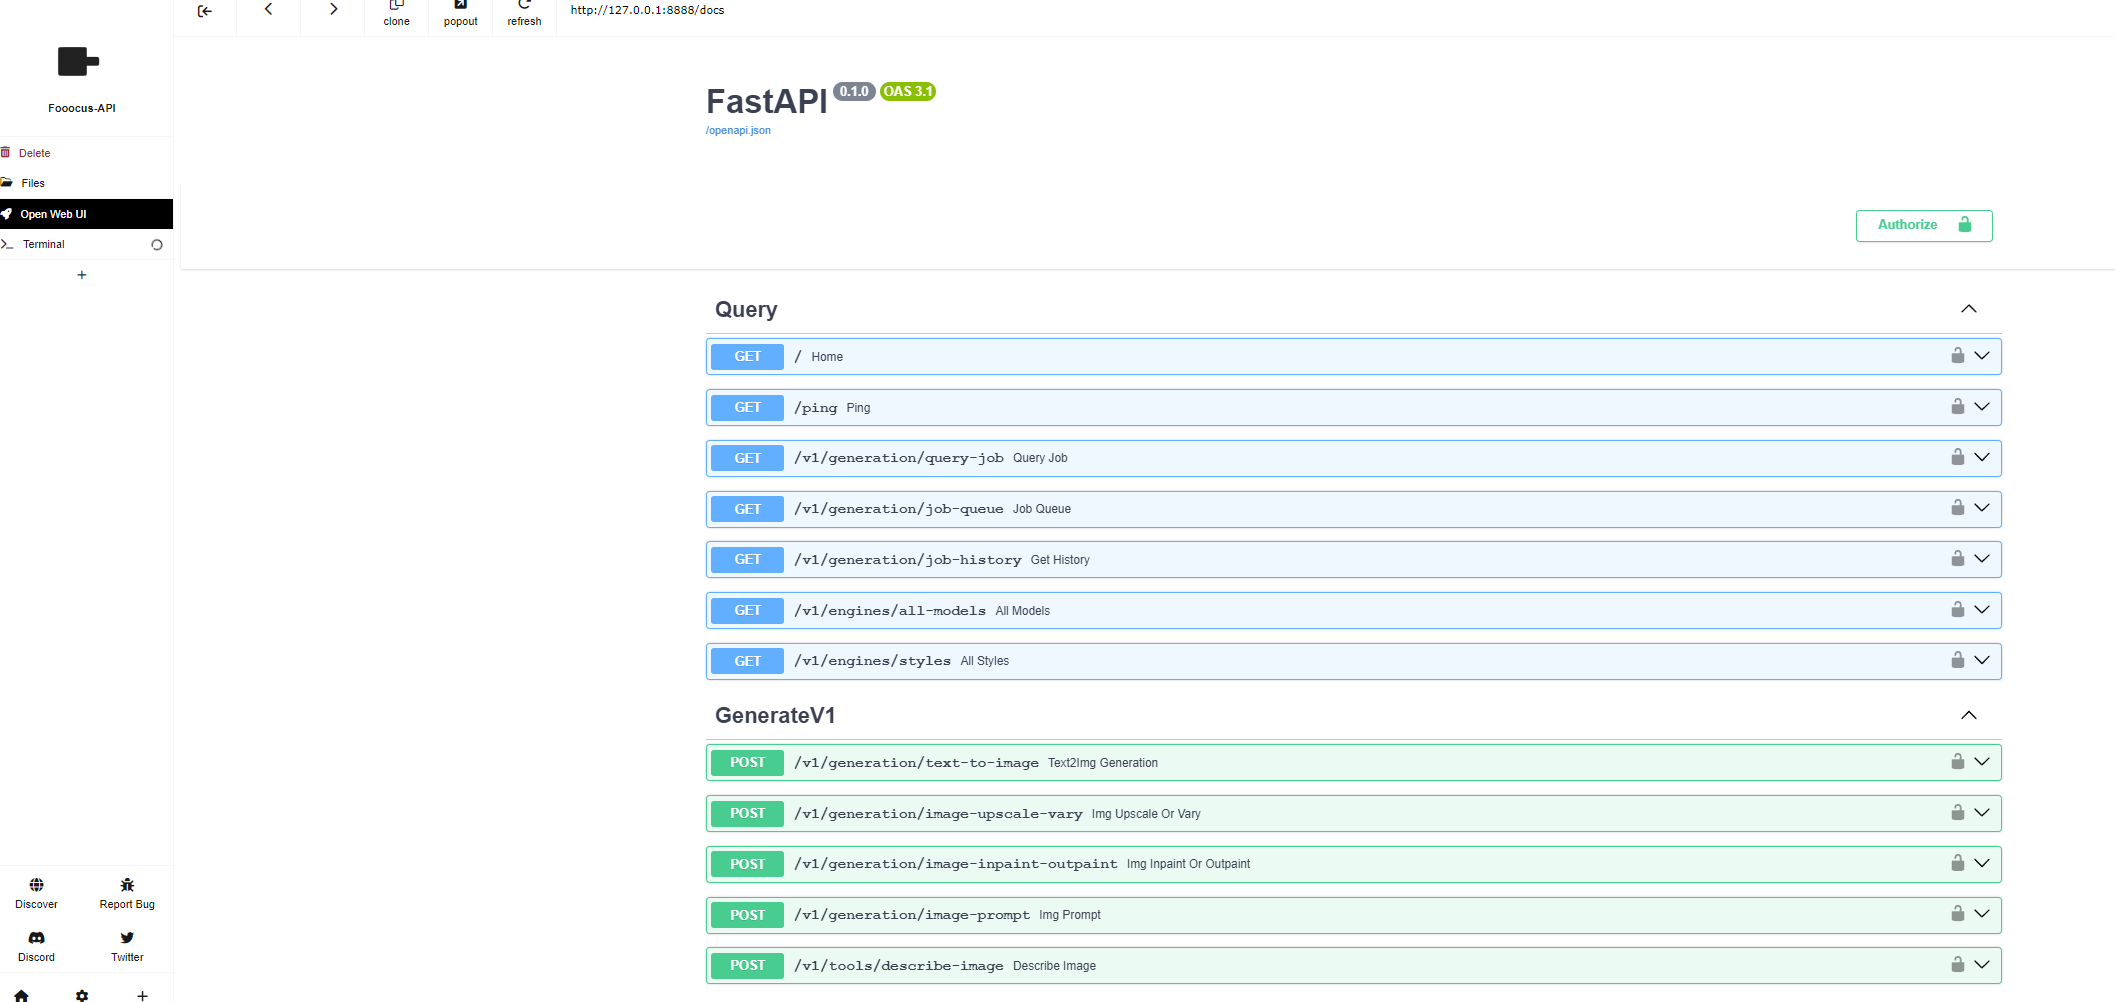 clone
popout
refresh
http://127.0.0.1:8888/docs
Fooocus-API
Delete
Files
Open Web UI
Terminal
Discover
Report Bug
Discord
Twitter
FastAPI 0.1.0 OAS 3.1
/openapi.json
Authorize
Query
GET / Home
GET /ping Ping
GET /v1/generation/query-job Query Job
GET /v1/generation/job-queue Job Queue
GET /v1/generation/job-history Get History
GET /v1/engines/all-models All Models
GET /v1/engines/styles All Styles
GenerateV1
POST /v1/generation/text-to-image Text2Img Generation
POST /v1/generation/image-upscale-vary Img Upscale Or Vary
POST /v1/generation/image-inpaint-outpaint Img Inpaint Or Outpaint
POST /v1/generation/image-prompt Img Prompt
POST /v1/tools/describe-image Describe Image